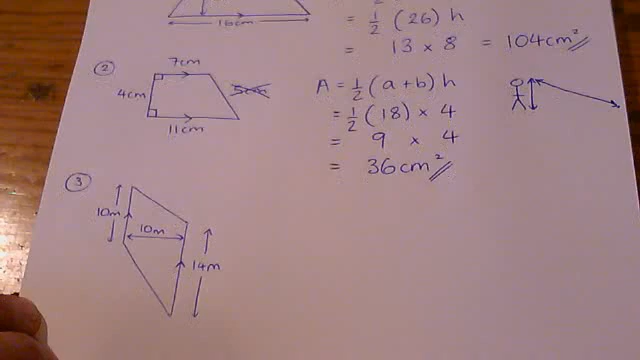 16cm
= 1/2 (26) h
= 13 × 8 = 104cm²
②
7cm
4cm
5cm
11cm
A = 1/2 (a + b) h
= 1/2 (18) × 4
= 9 × 4
= 36cm²
③
10m
10m
14m